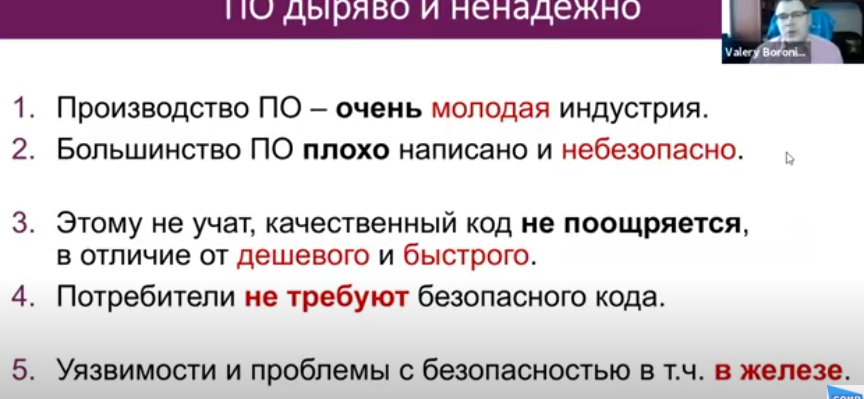 ПО дыряво и ненадежно
Valery Boroni...
1. Производство ПО – очень молодая индустрия.
2. Большинство ПО плохо написано и небезопасно.
3. Этому не учат, качественный код не поощряется,
в отличие от дешевого и быстрого.
4. Потребители не требуют безопасного кода.
5. Уязвимости и проблемы с безопасностью в т.ч. в железе.